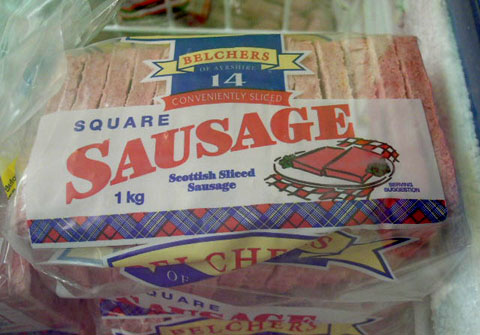 BELCHERS
OF AYRSHIRE
14
CONVENIENTLY SLICED
SQUARE
SAUSAGE
1 kg
Scottish Sliced
Sausage
SERVING
SUGGESTION
BELCHERS
OF
SQUARE
SAUSAGE
BELCHERS